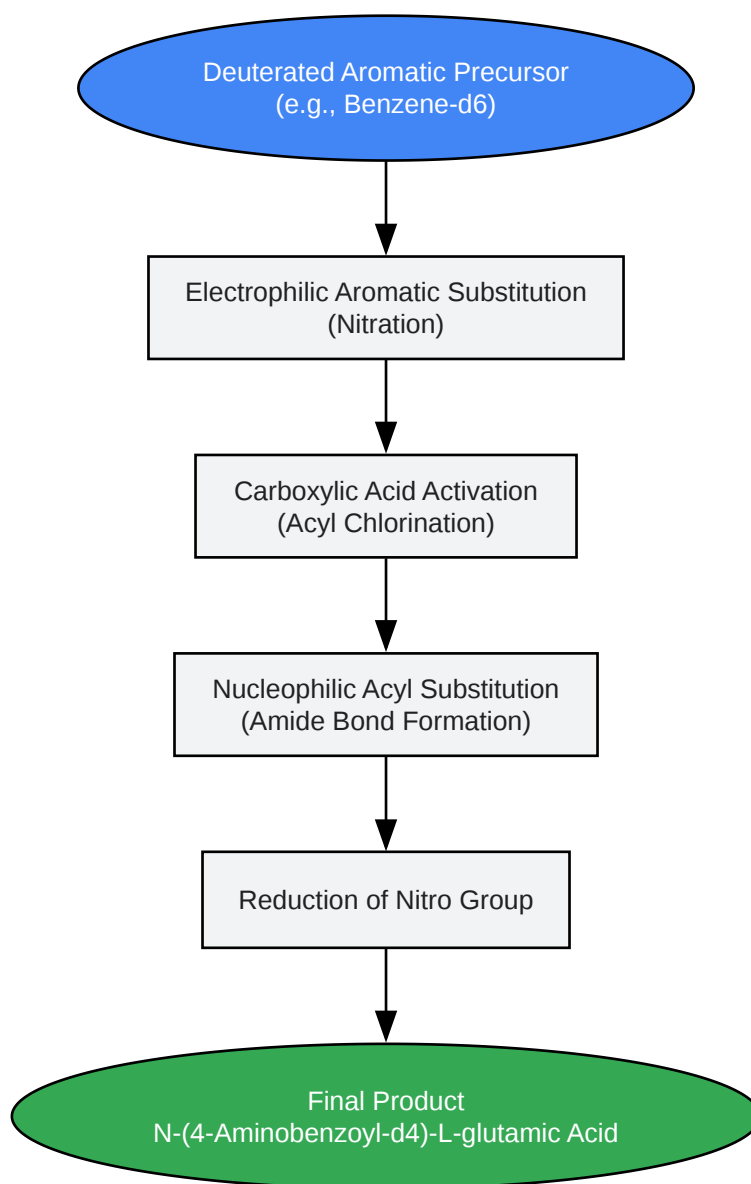 Deuterated Aromatic Precursor
(e.g., Benzene-d6)
Electrophilic Aromatic Substitution
(Nitration)
Carboxylic Acid Activation
(Acyl Chlorination)
Nucleophilic Acyl Substitution
(Amide Bond Formation)
Reduction of Nitro Group
Final Product
N-(4-Aminobenzoyl-d4)-L-glutamic Acid